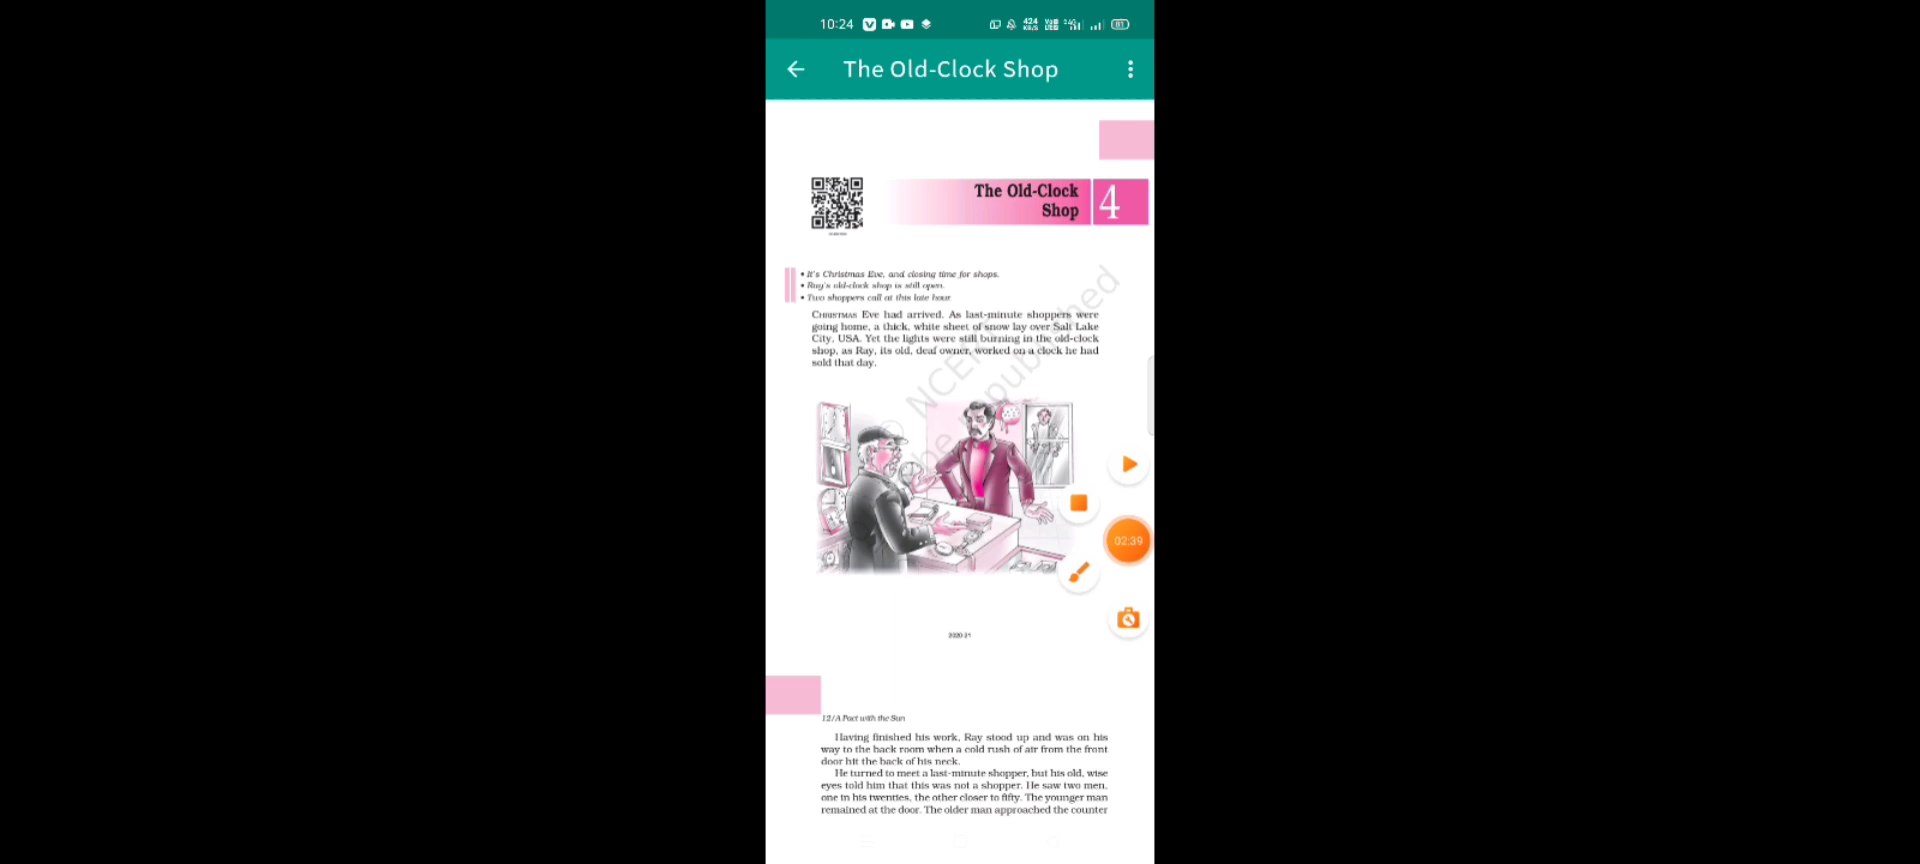 10:24
424
KB/S
81
The Old-Clock Shop
The Old-Clock
Shop
4
• It's Christmas Eve, and closing time for shops.
• Ray's old-clock shop is still open.
• Two shoppers call at this late hour.
CHRISTMAS Eve had arrived. As last-minute shoppers were
going home, a thick, white sheet of snow lay over Salt Lake
City, USA. Yet the lights were still burning in the old-clock
shop, as Ray, its old, deaf owner, worked on a clock he had
sold that day.
NCERT
be republished
02:39
2020-21
12/A Pact with the Sun
Having finished his work, Ray stood up and was on his
way to the back room when a cold rush of air from the front
door hit the back of his neck.
He turned to meet a last-minute shopper, but his old, wise
eyes told him that this was not a shopper. He saw two men,
one in his twenties, the other closer to fifty. The younger man
remained at the door. The older man approached the counter